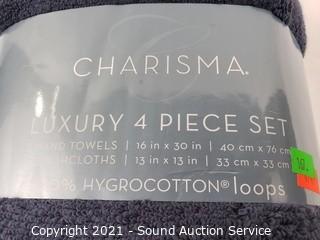 CHARISMA®
LUXURY 4 PIECE SET
TOWELS | 16 in x 30 in | 40 cm x 76 cm
13 in x 13 in | 33 cm x 33 cm
HYGROCOTTON® loops
Copyright 2021 - Sound Auction Service